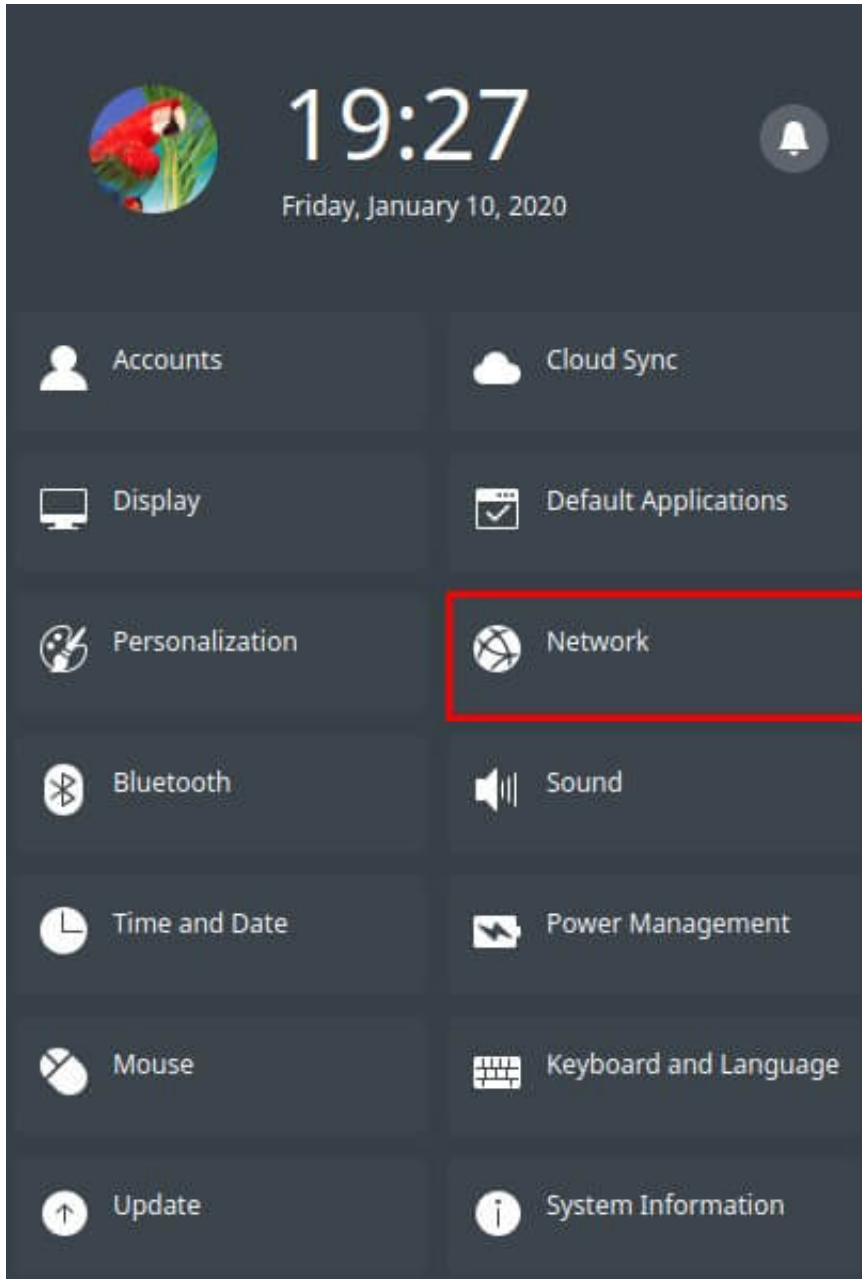 19:27
Friday, January 10, 2020
Accounts
Cloud Sync
Display
Default Applications
Personalization
Network
Bluetooth
Sound
Time and Date
Power Management
Mouse
Keyboard and Language
Update
System Information